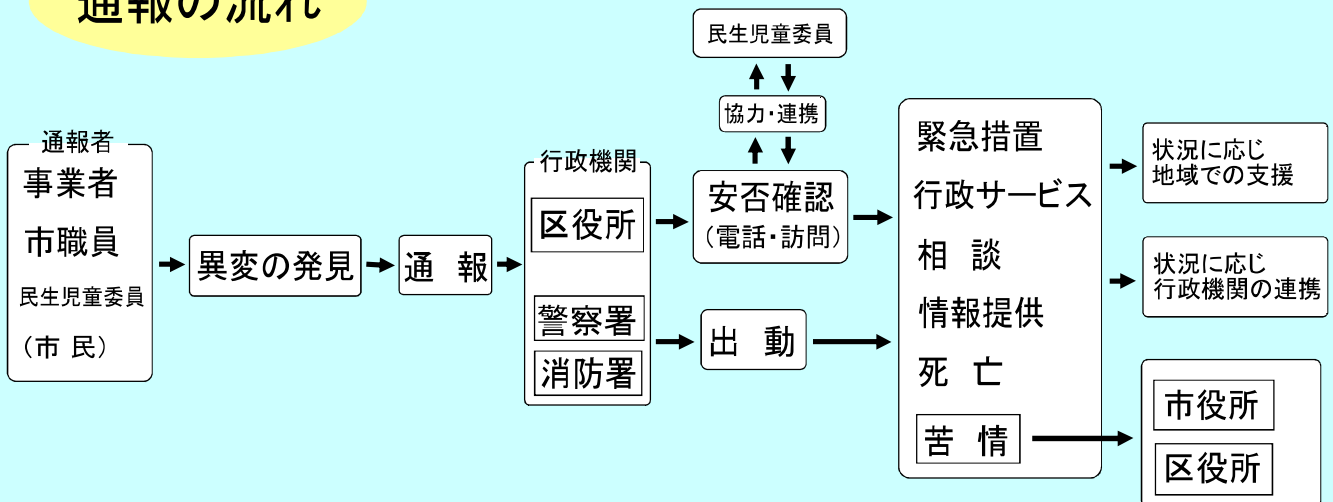 通報の流れ
通報者
事業者
市職員
民生児童委員
(市 民)
異変の発見
通 報
行政機関
区役所
警察署
消防署
民生児童委員
協力・連携
安否確認
(電話・訪問)
出 動
緊急措置
行政サービス
相 談
情報提供
死 亡
苦 情
状況に応じ
地域での支援
状況に応じ
行政機関の連携
市役所
区役所